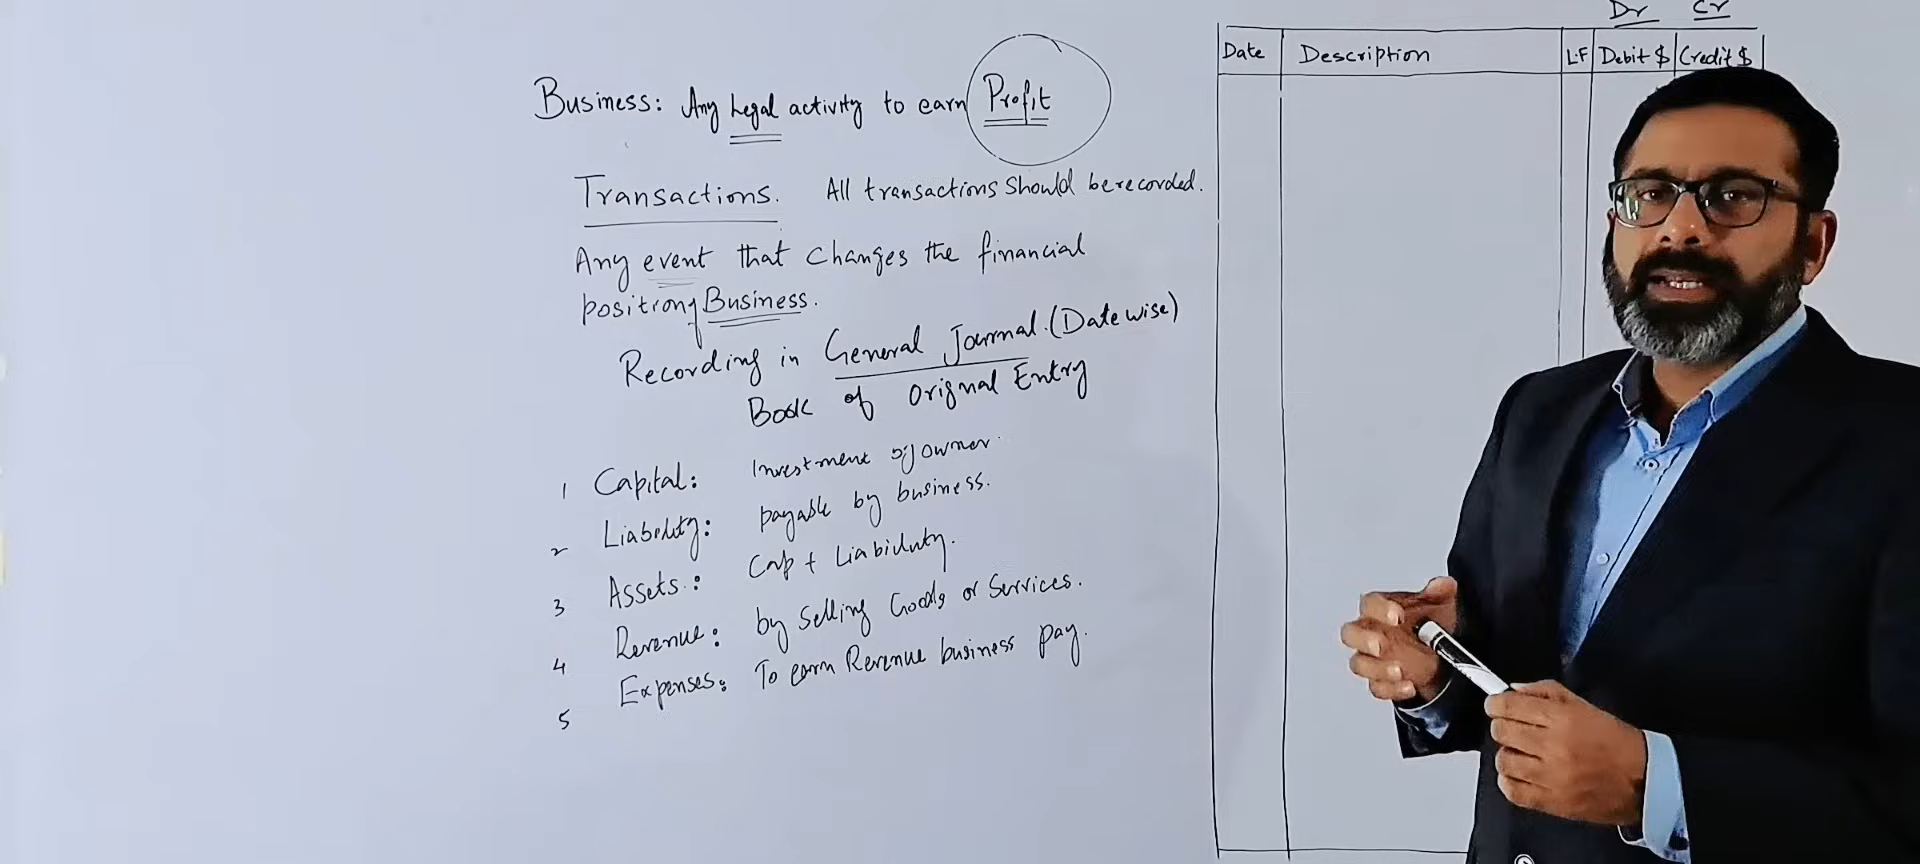 Business: Any Legal activity to earn Profit
Transactions. All transactions should be recorded.
Any event that changes the financial
position of Business.
Recording in General Journal. (Date wise)
Book of Orignal Entry
1 Capital: Investment of owner.
2 Liability: payable by business.
3 Assets: Cap + Liability.
4 Revenue: by selling Goods or Services.
5 Expenses: To earn Revenue business pay.
Dr Cr
Date Description L.F Debit $ Credit $